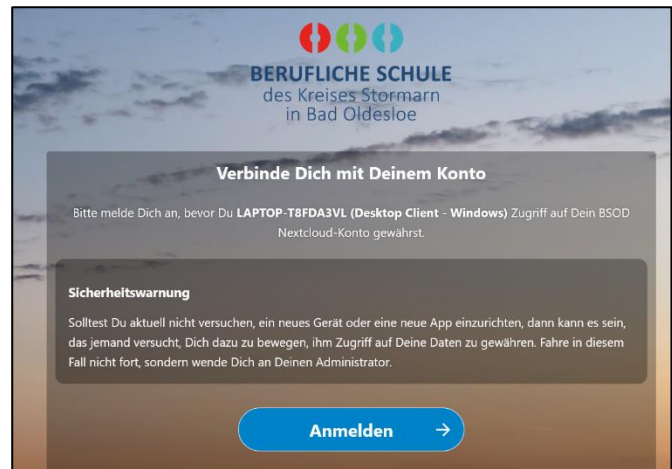 BERUFLICHE SCHULE
des Kreises Stormarn
in Bad Oldesloe
Verbinde Dich mit Deinem Konto
Bitte melde Dich an, bevor Du LAPTOP-T8FDA3VL (Desktop Client - Windows) Zugriff auf Dein BSOD
Nextcloud-Konto gewährst.
Sicherheitswarnung
Solltest Du aktuell nicht versuchen, ein neues Gerät oder eine neue App einzurichten, dann kann es sein,
das jemand versucht, Dich dazu zu bewegen, ihm Zugriff auf Deine Daten zu gewähren. Fahre in diesem
Fall nicht fort, sondern wende Dich an Deinen Administrator.
Anmelden →